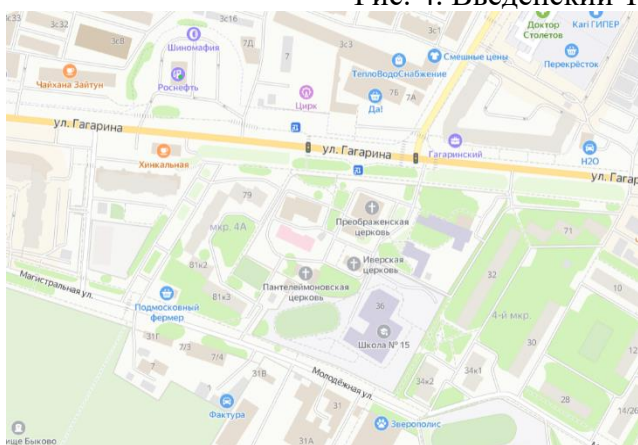 Рис. 4. Введенский
3с33
3с32
3с16
3с8
Шиномафия
7Д
7
3с3
3с1
Доктор
Столетов
Kari ГИПЕР
Смешные цены
Перекрёсток
ТеплоВодоСнабжение
Чайхана Зайтун
Роснефть
Цирк
Да!
7Б
7А
ул. Гагарина
ул. Гагарина
Гагаринский
Н2О
Хинкальная
ул. Гагар
79
Преображенская
церковь
мкр. 4А
71
Иверская
церковь
81к2
32
10
Магистральная ул.
Пантелеймоновская
церковь
81к3
Подмосковный
фермер
36
4-й мкр.
Школа № 15
31Г
7/3
7/4
30
12
7
31В
Молодёжная ул.
34к2
34к1
28
14/26
Фактура
31
Зверополис
31А
ище Быково